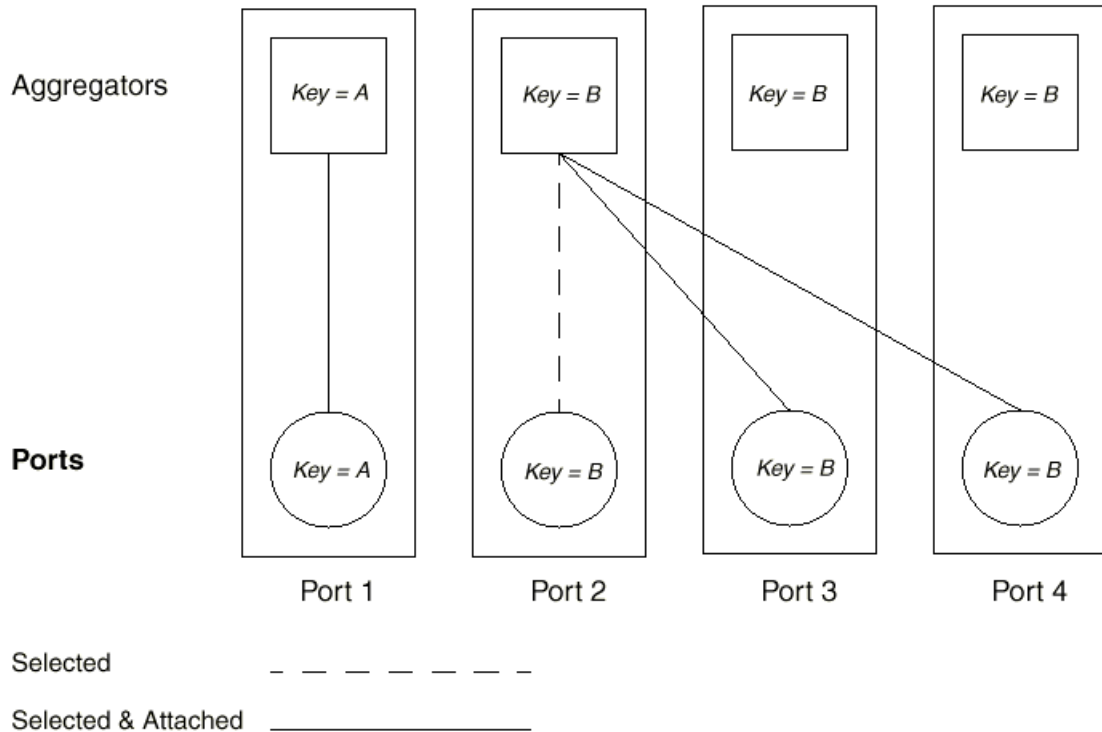 Aggregators
Key = A
Key = B
Key = B
Key = B
Ports
Key = A
Key = B
Key = B
Key = B
Port 1
Port 2
Port 3
Port 4
Selected
Selected & Attached